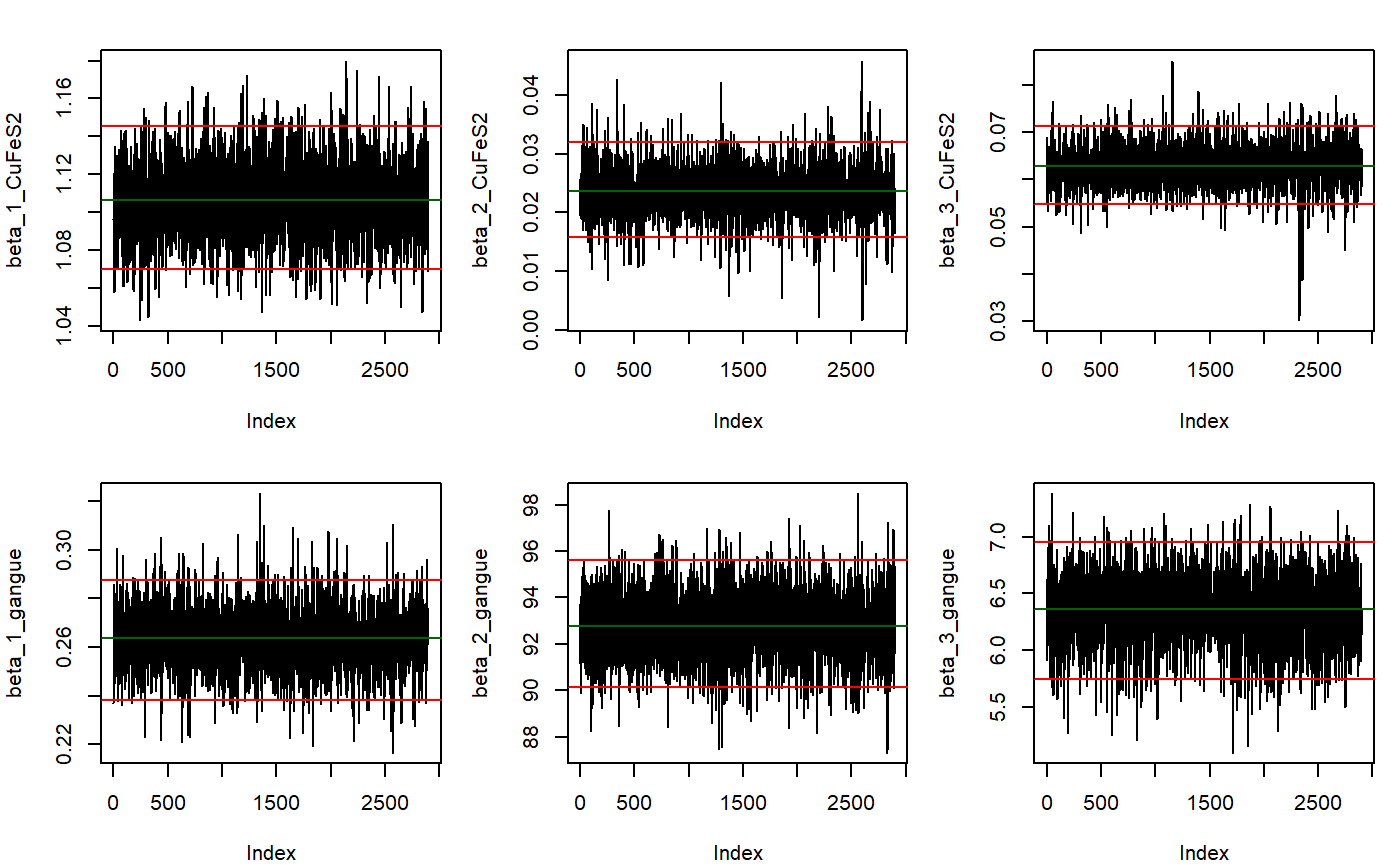 beta_1_CuFeS2
1.04 1.08 1.12 1.16
0 500 1500 2500
Index
beta_2_CuFeS2
0.00 0.01 0.02 0.03 0.04
0 500 1500 2500
Index
beta_3_CuFeS2
0.03 0.05 0.07
0 500 1500 2500
Index
beta_1_gangue
0.22 0.26 0.30
0 500 1500 2500
Index
beta_2_gangue
88 90 92 94 96 98
0 500 1500 2500
Index
beta_3_gangue
5.5 6.0 6.5 7.0
0 500 1500 2500
Index